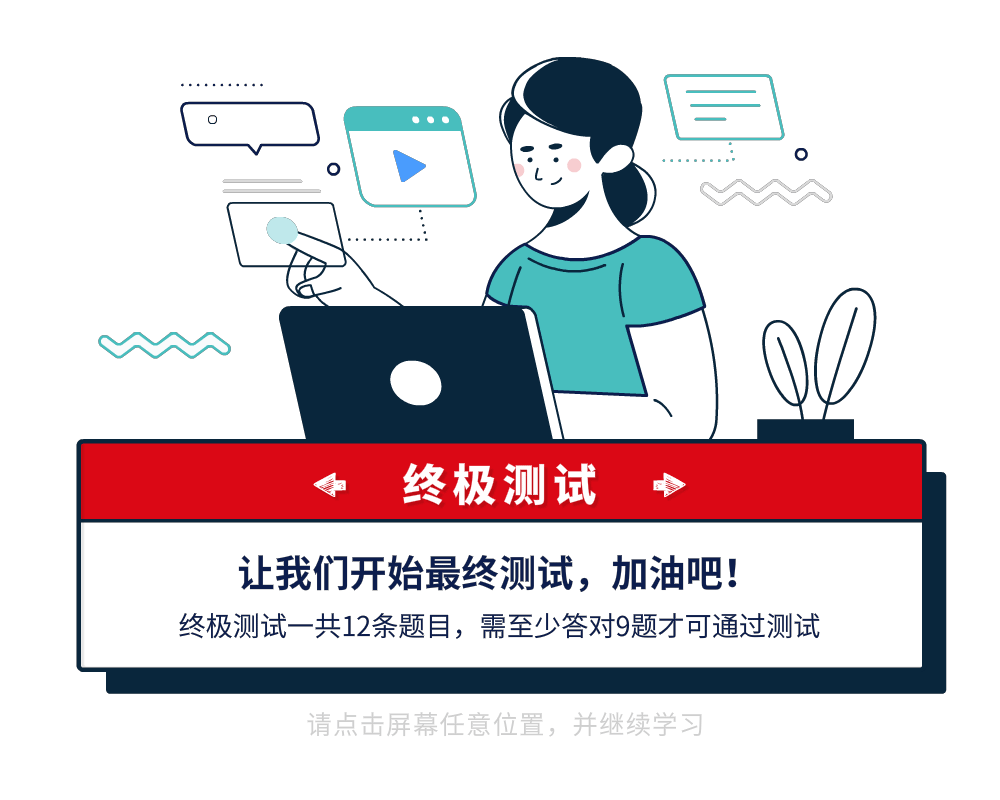 终极测试
让我们开始最终测试，加油吧！
终极测试一共12条题目，需至少答对9题才可通过测试
请点击屏幕任意位置，并继续学习